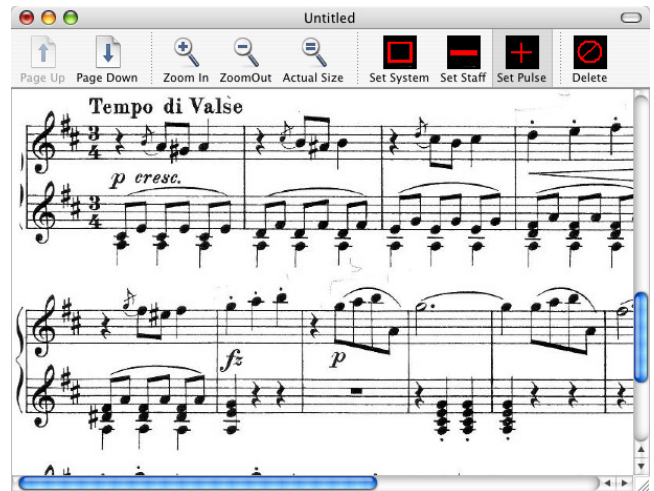 Untitled
Page Up Page Down Zoom In ZoomOut Actual Size Set System Set Staff Set Pulse Delete
Tempo di Valse
3
4
p cresc.
3
4
fz p